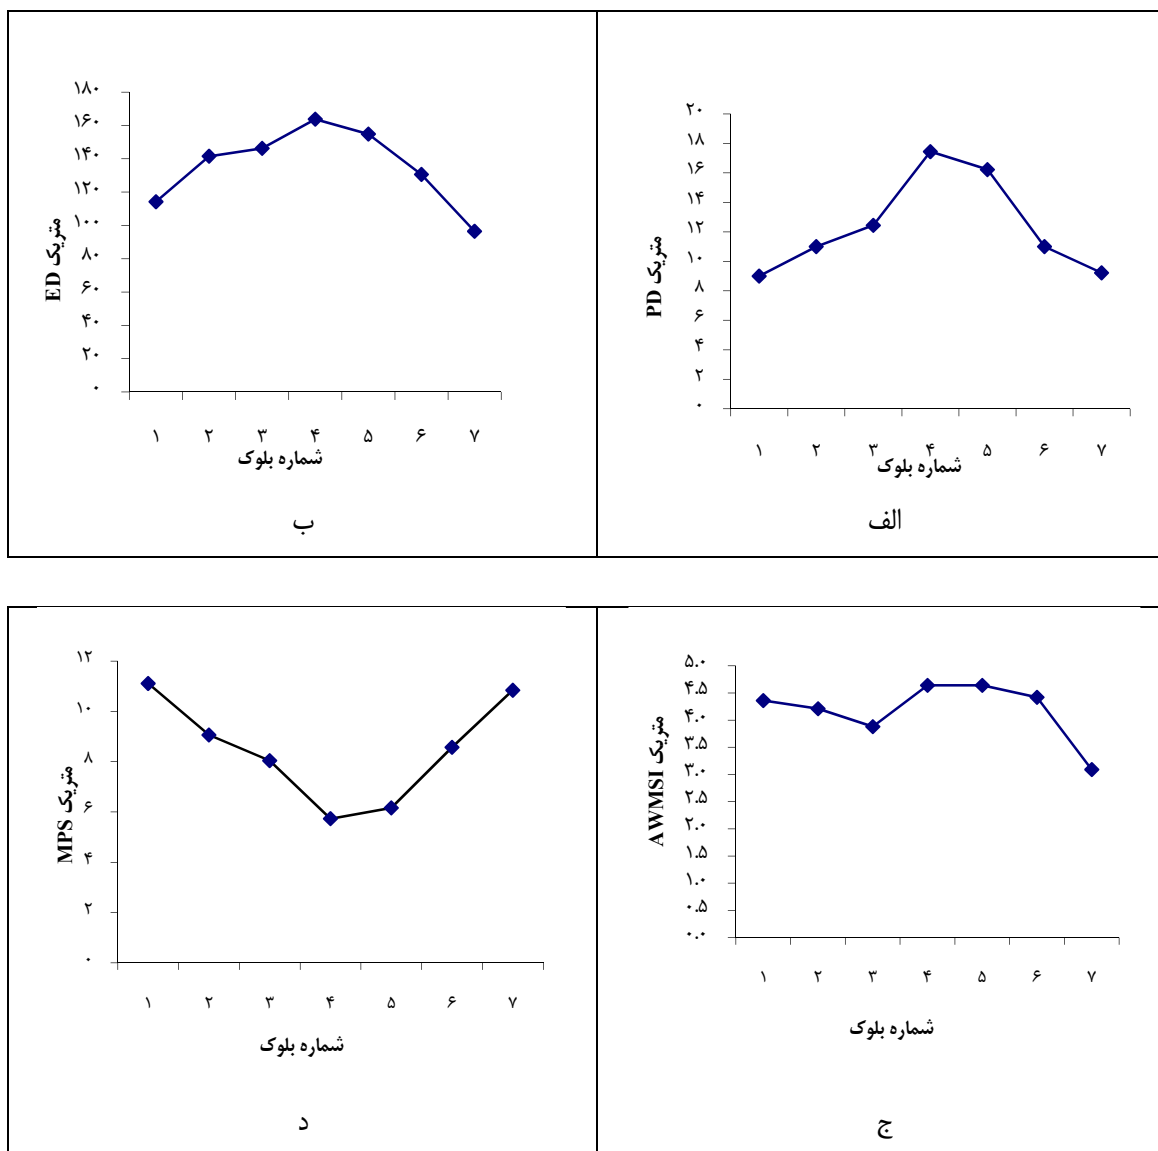 ۲۰
۱۸
۱۶
۱۴
۱۲
۱۰
۸
۶
۴
۲
۰
متریک PD
۱ ۲ ۳ ۴ ۵ ۶ ۷
شماره بلوک
الف
۱۸۰
۱۶۰
۱۴۰
۱۲۰
۱۰۰
۸۰
۶۰
۴۰
۲۰
۰
متریک ED
۱ ۲ ۳ ۴ ۵ ۶ ۷
شماره بلوک
ب
۵.۰
۴.۵
۴.۰
۳.۵
۳.۰
۲.۵
۲.۰
۱.۵
۱.۰
۰.۵
۰.۰
متریک AWMSI
۱ ۲ ۳ ۴ ۵ ۶ ۷
شماره بلوک
ج
۱۲
۱۰
۸
۶
۴
۲
۰
متریک MPS
۱ ۲ ۳ ۴ ۵ ۶ ۷
شماره بلوک
د